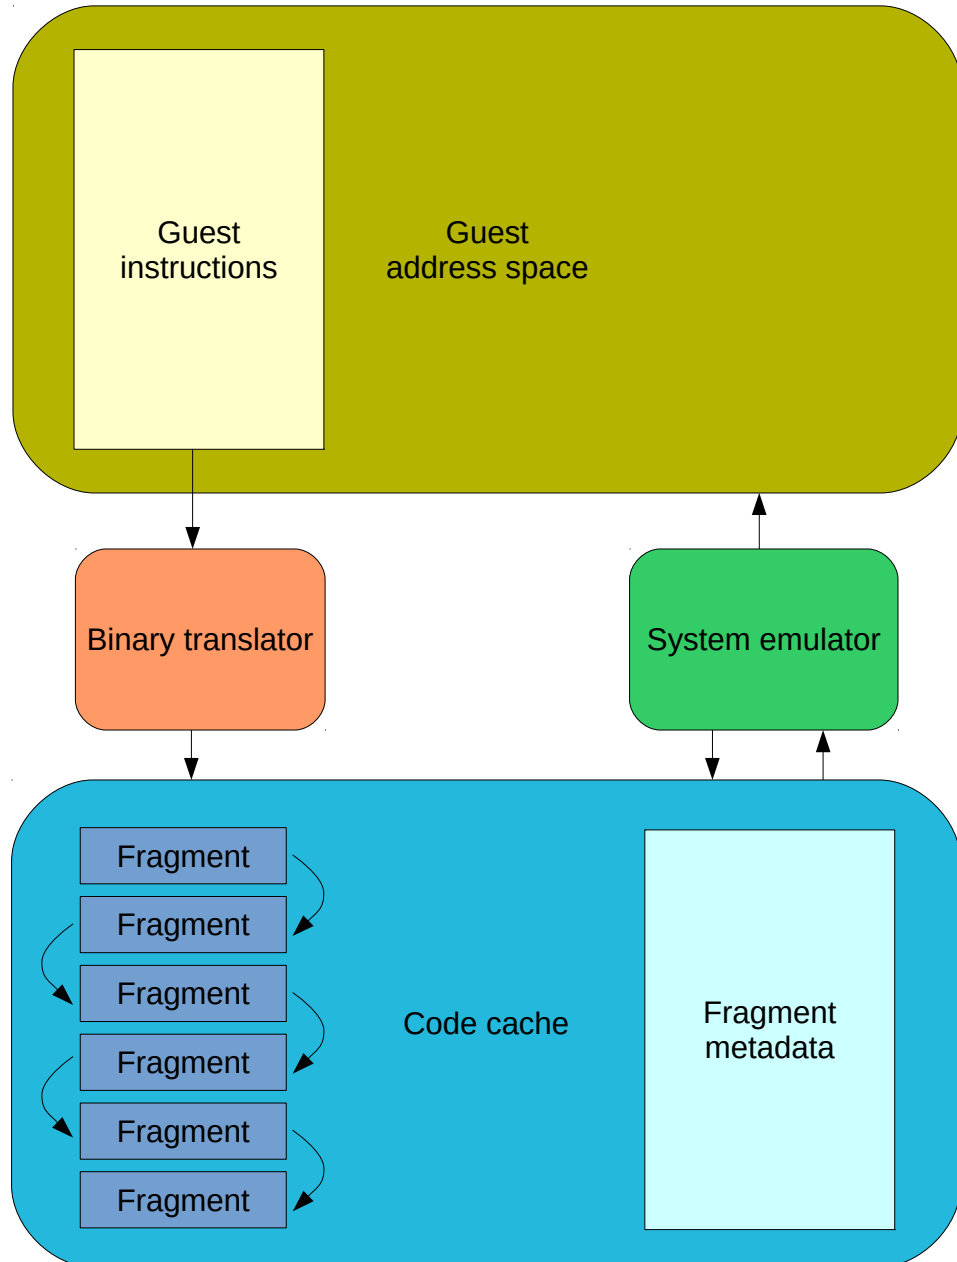 Guest
instructions
Guest
address space
Binary translator
System emulator
Fragment
Fragment
Fragment
Fragment
Fragment
Fragment
Code cache
Fragment
metadata